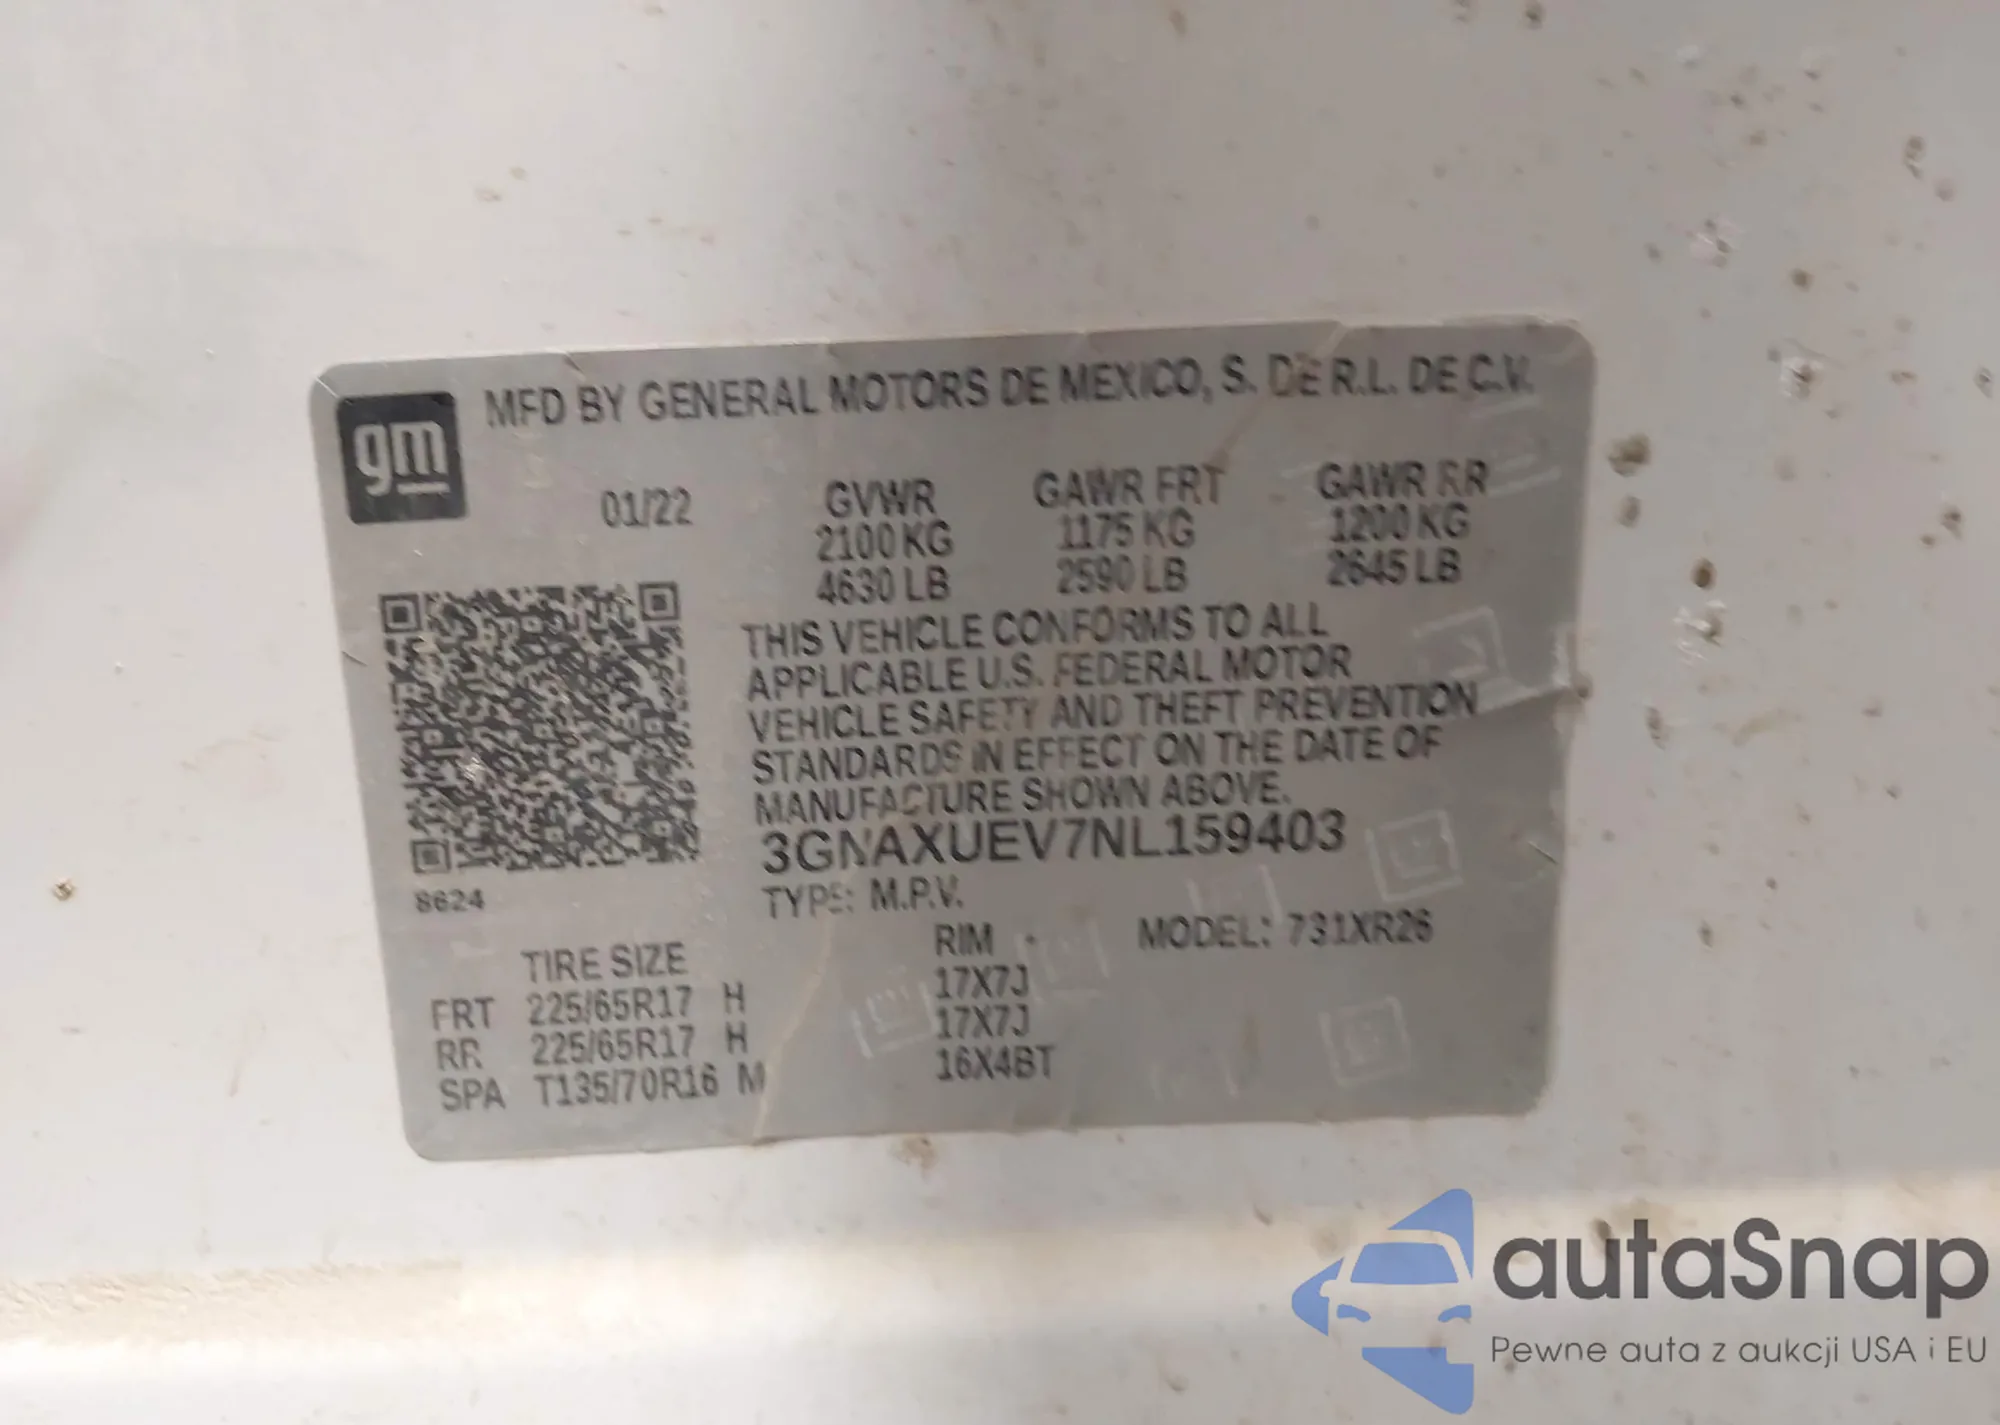 gm
MFD BY GENERAL MOTORS DE MEXICO, S. DE R.L. DE C.V.
01/22 GVWR GAWR FRT GAWR RR
2100 KG 1175 KG 1200 KG
4630 LB 2590 LB 2645 LB
THIS VEHICLE CONFORMS TO ALL
APPLICABLE U.S. FEDERAL MOTOR
VEHICLE SAFETY AND THEFT PREVENTION
STANDARDS IN EFFECT ON THE DATE OF
MANUFACTURE SHOWN ABOVE.
3GNAXUEV7NL159403
8624
TYPE: M.P.V.
TIRE SIZE RIM MODEL: 731XR26
FRT 225/65R17 H 17X7J
RR 225/65R17 H 17X7J
SPA T135/70R16 M 16X4BT
autaSnap
Pewne auta z aukcji USA i EU